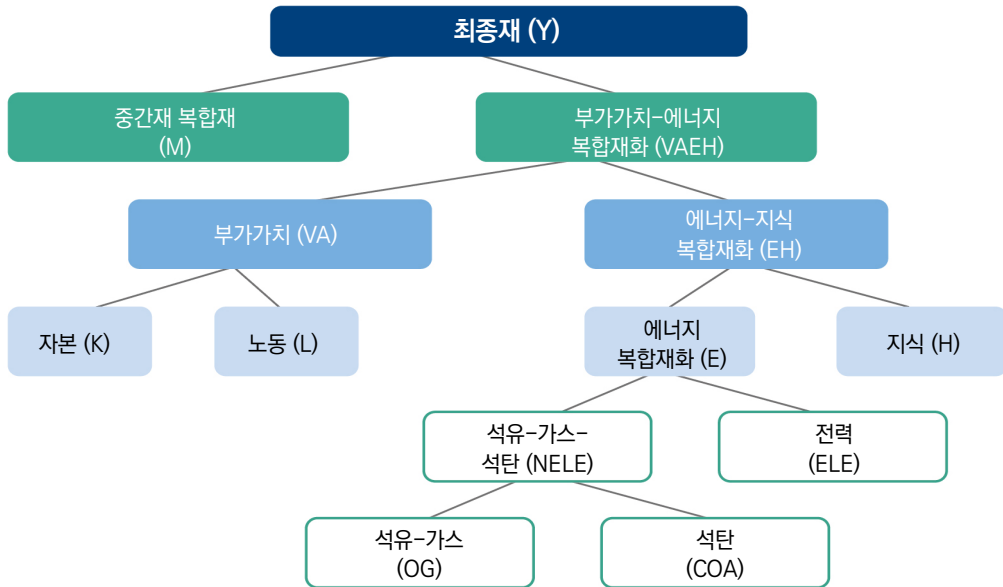 최종재 (Y)
중간재 복합재
(M)
부가가치-에너지
복합재화 (VAEH)
부가가치 (VA)
에너지-지식
복합재화 (EH)
자본 (K)
노동 (L)
에너지
복합재화 (E)
지식 (H)
석유-가스-
석탄 (NELE)
전력
(ELE)
석유-가스
(OG)
석탄
(COA)